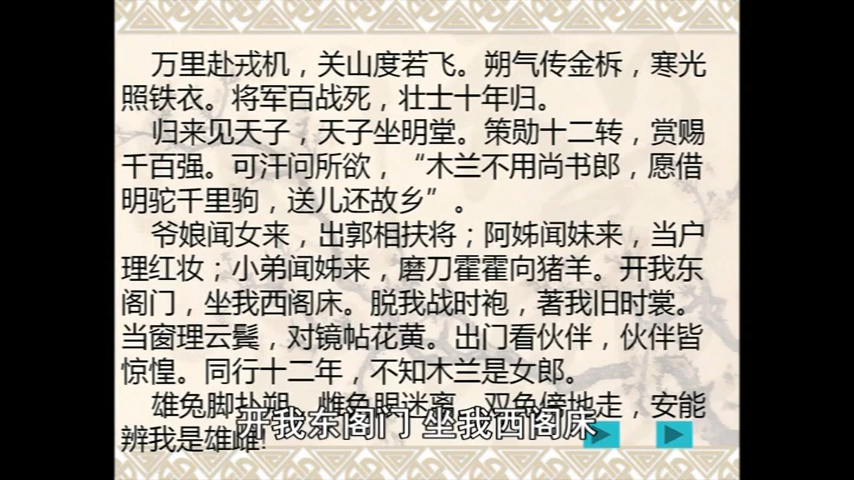 万里赴戎机，关山度若飞。朔气传金柝，寒光
照铁衣。将军百战死，壮士十年归。
归来见天子，天子坐明堂。策勋十二转，赏赐
千百强。可汗问所欲，“木兰不用尚书郎，愿借
明驼千里驹，送儿还故乡”。
爷娘闻女来，出郭相扶将；阿姊闻妹来，当户
理红妆；小弟闻姊来，磨刀霍霍向猪羊。开我东
阁门，坐我西阁床。脱我战时袍，著我旧时裳。
当窗理云鬓，对镜帖花黄。出门看伙伴，伙伴皆
惊惶。同行十二年，不知木兰是女郎。
雄兔脚扑朔，雌兔眼迷离，双兔傍地走，安能
辨我是雄雌!
开我东阁门 坐我西阁床